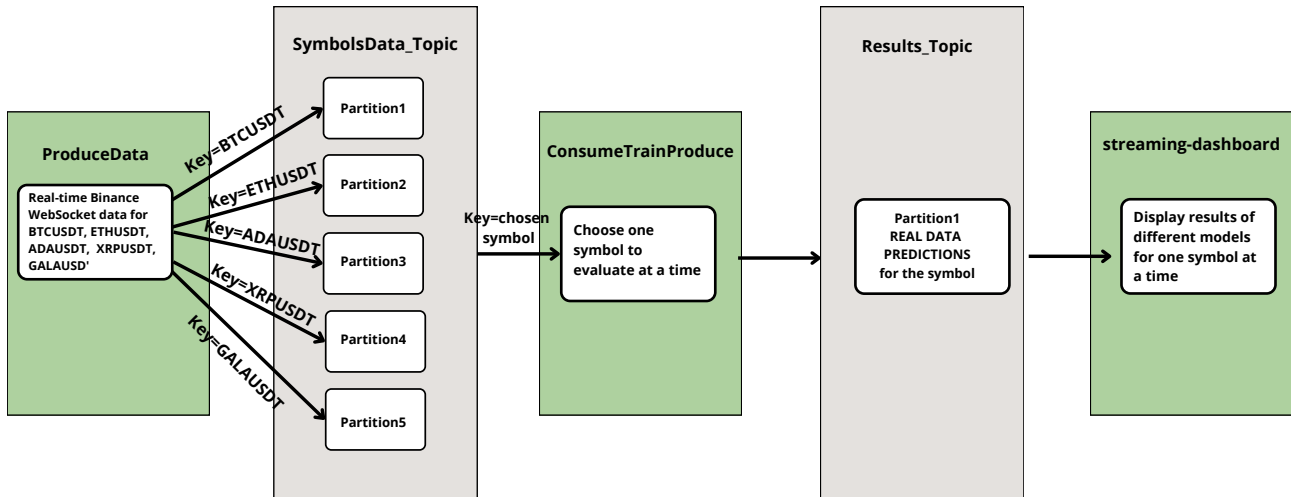 ProduceData
Real-time Binance
WebSocket data for
BTCUSDT, ETHUSDT,
ADAUSDT, XRPUSDT,
GALAUSD'
Key=BTCUSDT
Key=ETHUSDT
Key=ADAUSDT
Key=XRPUSDT
Key=GALAUSDT
SymbolsData_Topic
Partition1
Partition2
Partition3
Partition4
Partition5
Key=chosen
symbol
ConsumeTrainProduce
Choose one
symbol to
evaluate at a time
Results_Topic
Partition1
REAL DATA
PREDICTIONS
for the symbol
streaming-dashboard
Display results of
different models
for one symbol at
a time